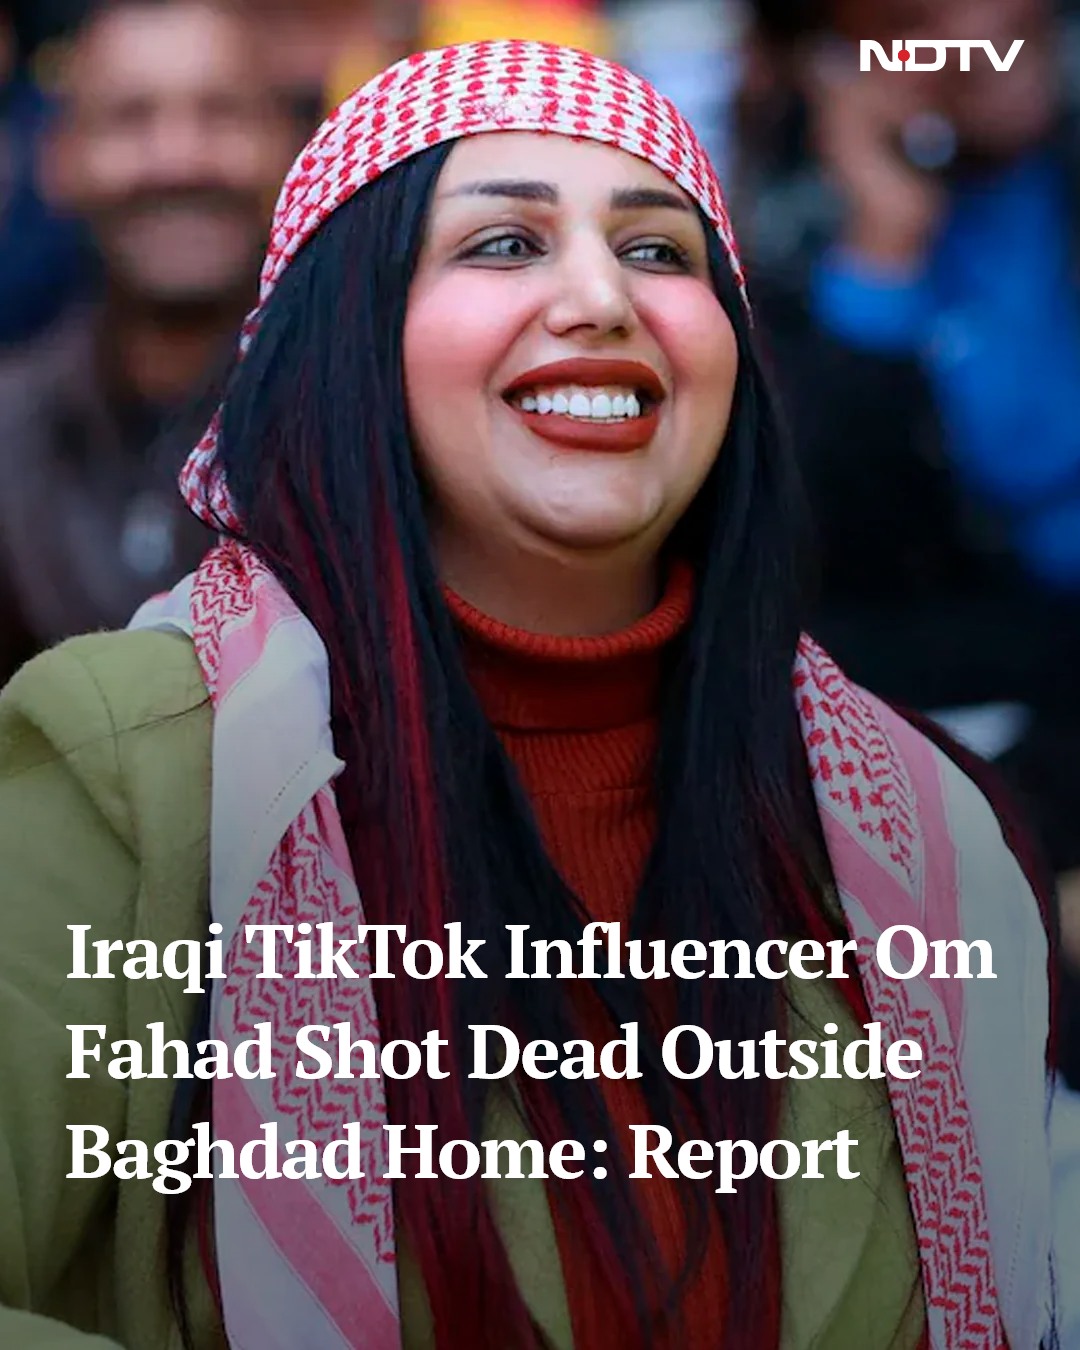 NDTV
Iraqi TikTok Influencer Om
Fahad Shot Dead Outside
Baghdad Home: Report